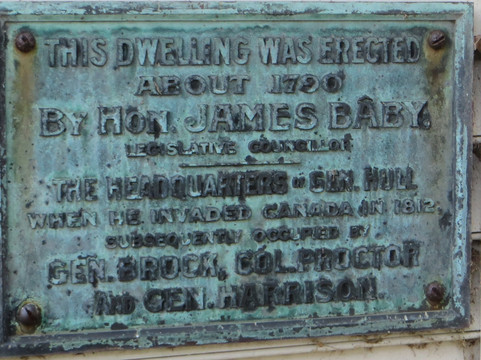 THIS DWELLING WAS ERECTED
ABOUT 1790
BY HON. JAMES BABY.
LEGISLATIVE COUNCILLOR
THE HEADQUARTERS OF GEN. HULL
WHEN HE INVADED CANADA IN 1812.
SUBSEQUENTLY OCCUPIED BY
GEN. BROCK, COL. PROCTOR
AND GEN. HARRISON.